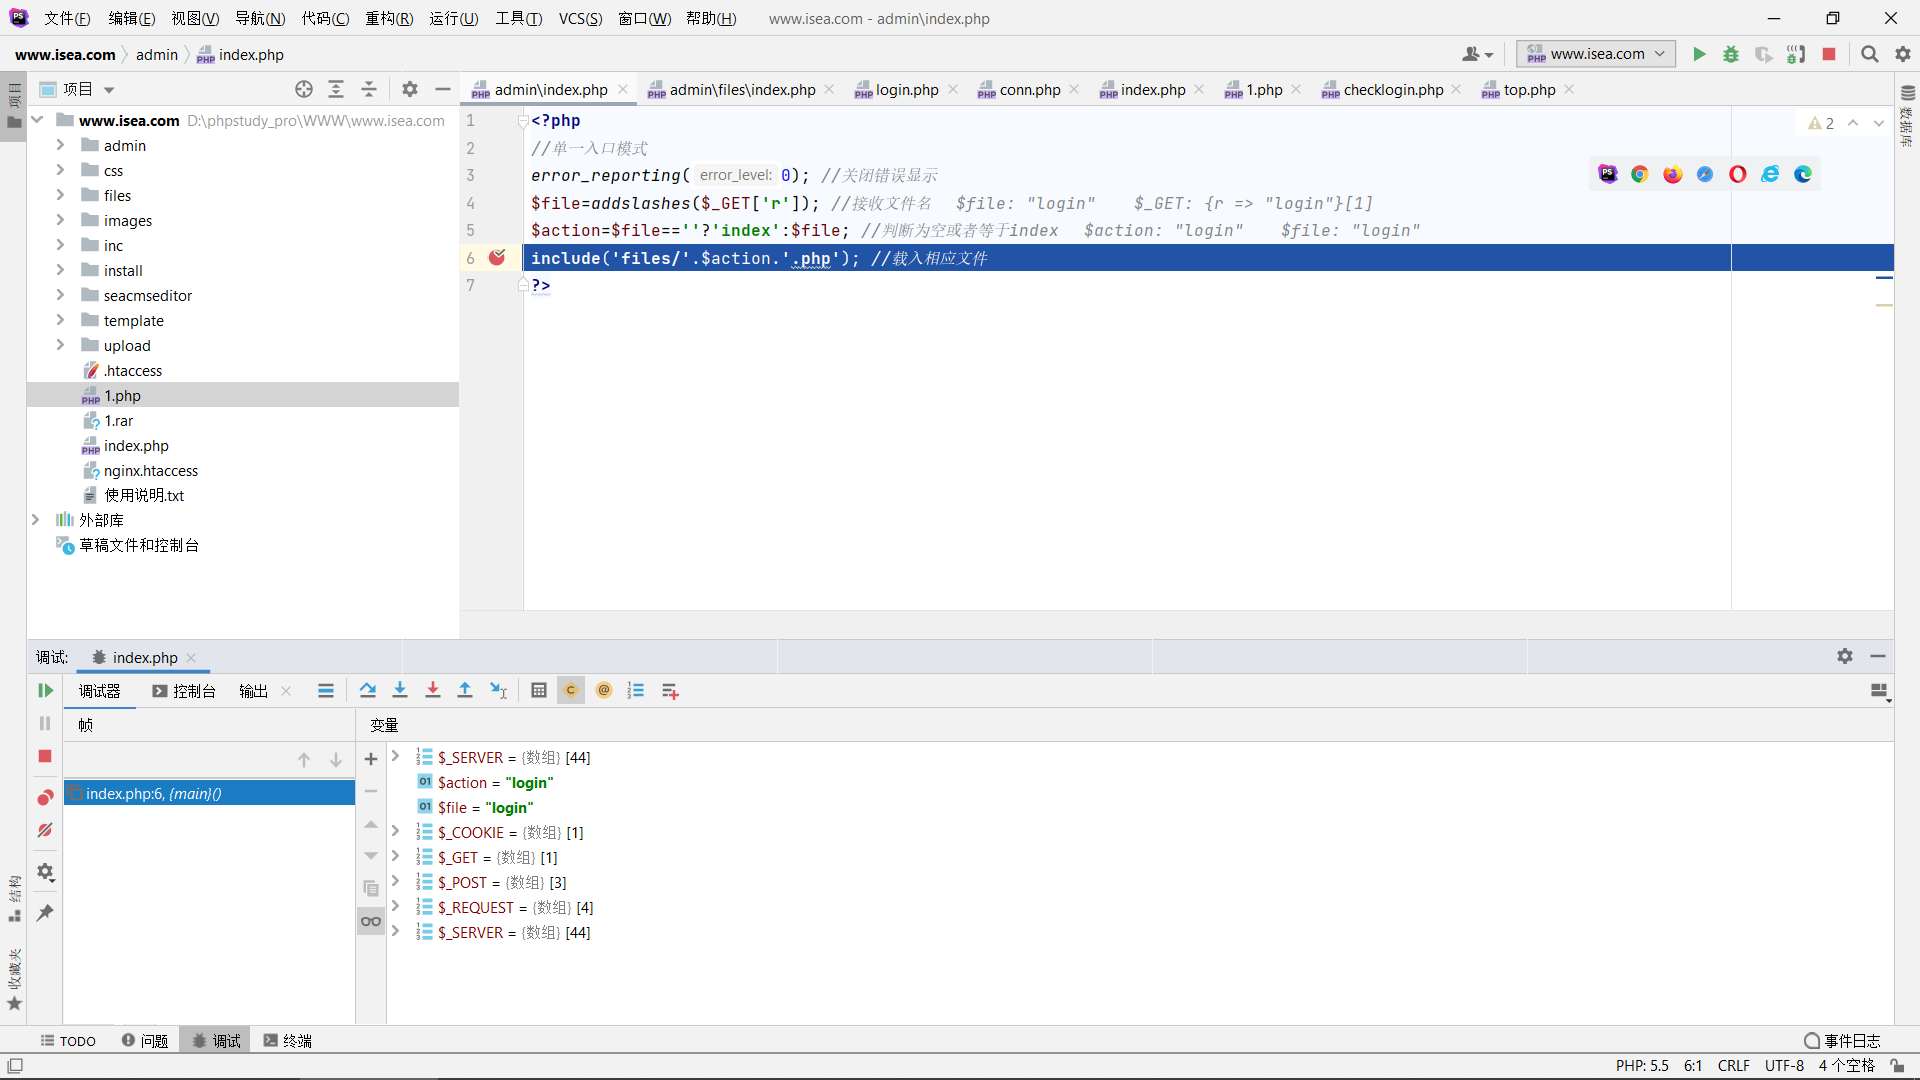 文件(F) 编辑(E) 视图(V) 导航(N) 代码(C) 重构(R) 运行(U) 工具(T) VCS(S) 窗口(W) 帮助(H) www.isea.com - admin\index.php
www.isea.com admin index.php www.isea.com
项目
项目
admin\index.php admin\files\index.php login.php conn.php index.php 1.php checklogin.php top.php
数据库
www.isea.com D:\phpstudy_pro\WWW\www.isea.com
admin
css
files
images
inc
install
seacmseditor
template
upload
.htaccess
1.php
1.rar
index.php
nginx.htaccess
使用说明.txt
外部库
草稿文件和控制台
1 <?php
2 //单一入口模式
3 error_reporting( error_level: 0); //关闭错误显示
4 $file=addslashes($_GET['r']); //接收文件名 $file: "login" $_GET: {r => "login"}[1]
5 $action=$file==''?'index':$file; //判断为空或者等于index $action: "login" $file: "login"
6 include('files/'.$action.'.php'); //载入相应文件
7 ?>
2
调试: index.php
调试器 控制台 输出
帧 变量
index.php:6, {main}()
$_SERVER = {数组} [44]
$action = "login"
$file = "login"
$_COOKIE = {数组} [1]
$_GET = {数组} [1]
$_POST = {数组} [3]
$_REQUEST = {数组} [4]
$_SERVER = {数组} [44]
结构
收藏夹
TODO 问题 调试 终端 事件日志
PHP: 5.5 6:1 CRLF UTF-8 4 个空格